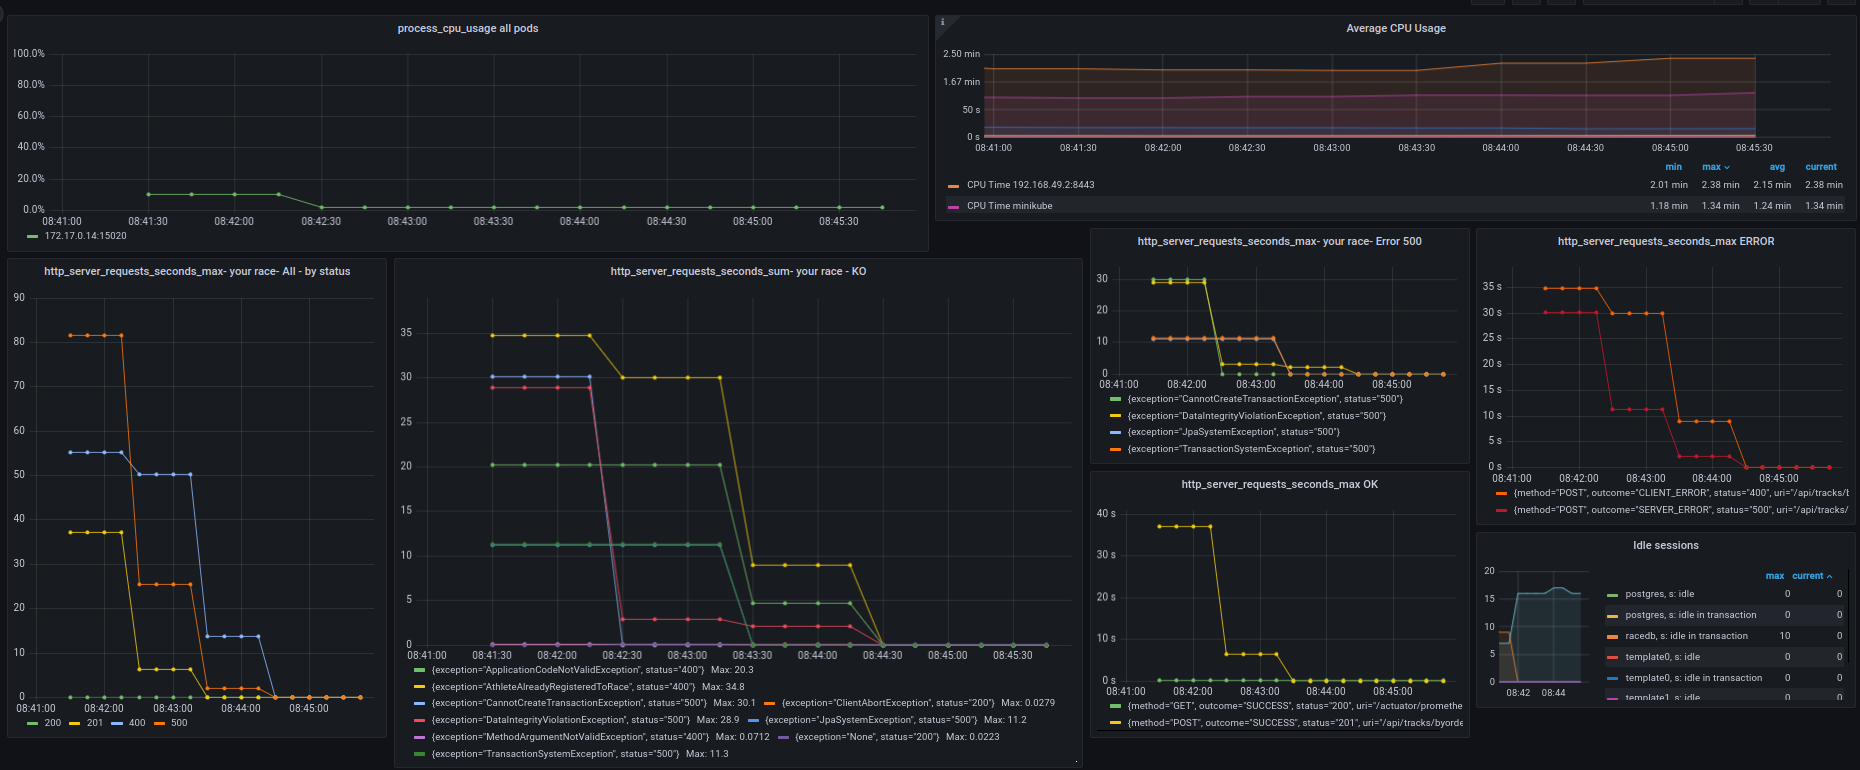 process_cpu_usage all pods
100.0%
80.0%
60.0%
40.0%
20.0%
0.0%
08:41:00 08:41:30 08:42:00 08:42:30 08:43:00 08:43:30 08:44:00 08:44:30 08:45:00 08:45:30
172.17.0.14:15020
i
Average CPU Usage
2.50 min
1.67 min
50 s
0 s
08:41:00 08:41:30 08:42:00 08:42:30 08:43:00 08:43:30 08:44:00 08:44:30 08:45:00 08:45:30
min max avg current
CPU Time 192.168.49.2:8443 2.01 min 2.38 min 2.15 min 2.38 min
CPU Time minikube 1.18 min 1.34 min 1.24 min 1.34 min
http_server_requests_seconds_max- your race- All - by status
90
80
70
60
50
40
30
20
10
0
08:41:00 08:42:00 08:43:00 08:44:00 08:45:00
200 201 400 500
http_server_requests_seconds_sum- your race - KO
35
30
25
20
15
10
5
0
08:41:00 08:41:30 08:42:00 08:42:30 08:43:00 08:43:30 08:44:00 08:44:30 08:45:00 08:45:30
{exception="ApplicationCodeNotValidException", status="400"} Max: 20.3
{exception="AthleteAlreadyRegisteredToRace", status="400"} Max: 34.8
{exception="CannotCreateTransactionException", status="500"} Max: 30.1 {exception="ClientAbortException", status="200"} Max: 0.0279
{exception="DataIntegrityViolationException", status="500"} Max: 28.9 {exception="JpaSystemException", status="500"} Max: 11.2
{exception="MethodArgumentNotValidException", status="400"} Max: 0.0712 {exception="None", status="200"} Max: 0.0223
{exception="TransactionSystemException", status="500"} Max: 11.3
http_server_requests_seconds_max- your race- Error 500
30
20
10
0
08:41:00 08:42:00 08:43:00 08:44:00 08:45:00
{exception="CannotCreateTransactionException", status="500"}
{exception="DataIntegrityViolationException", status="500"}
{exception="JpaSystemException", status="500"}
{exception="TransactionSystemException", status="500"}
http_server_requests_seconds_max OK
40 s
30 s
20 s
10 s
0 s
08:41:00 08:42:00 08:43:00 08:44:00 08:45:00
{method="GET", outcome="SUCCESS", status="200", uri="/actuator/promethe
{method="POST", outcome="SUCCESS", status="201", uri="/api/tracks/byorde
http_server_requests_seconds_max ERROR
35 s
30 s
25 s
20 s
15 s
10 s
5 s
0 s
08:41:00 08:42:00 08:43:00 08:44:00 08:45:00
{method="POST", outcome="CLIENT_ERROR", status="400", uri="/api/tracks/b
{method="POST", outcome="SERVER_ERROR", status="500", uri="/api/tracks/
Idle sessions
20
15
10
5
0
08:42 08:44
max current
postgres, s: idle 0 0
postgres, s: idle in transaction 0 0
racedb, s: idle in transaction 10 0
template0, s: idle 0 0
template0, s: idle in transaction 0 0
template1, s: idle 0 0